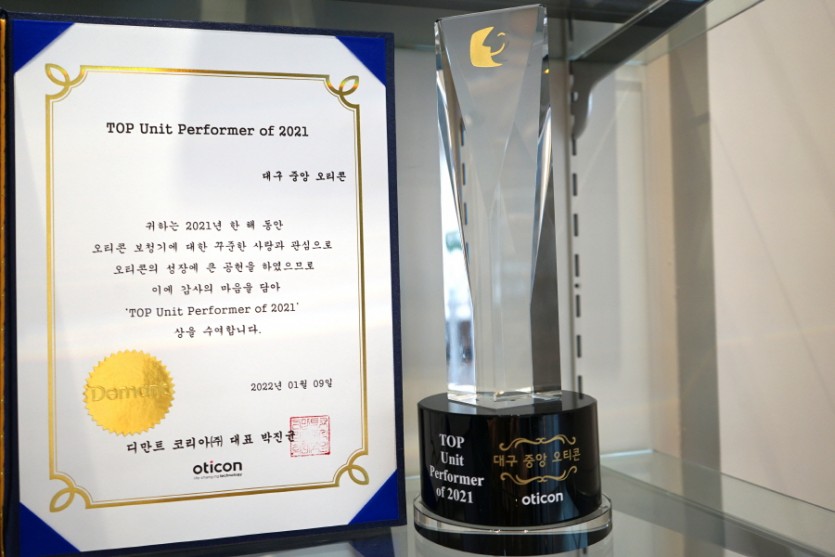 TOP Unit Performer of 2021
대구 중앙 오티콘
귀하는 2021년 한 해 동안
오티콘 보청기에 대한 꾸준한 사랑과 관심으로
오티콘의 성장에 큰 공헌을 하였으므로
이에 감사의 마음을 담아
'TOP Unit Performer of 2021'
상을 수여합니다.
2022년 01월 09일
디만트 코리아㈜ 대표 박진균
oticon
life-changing technology
TOP
Unit
Performer
of 2021
대구 중앙 오티콘
oticon